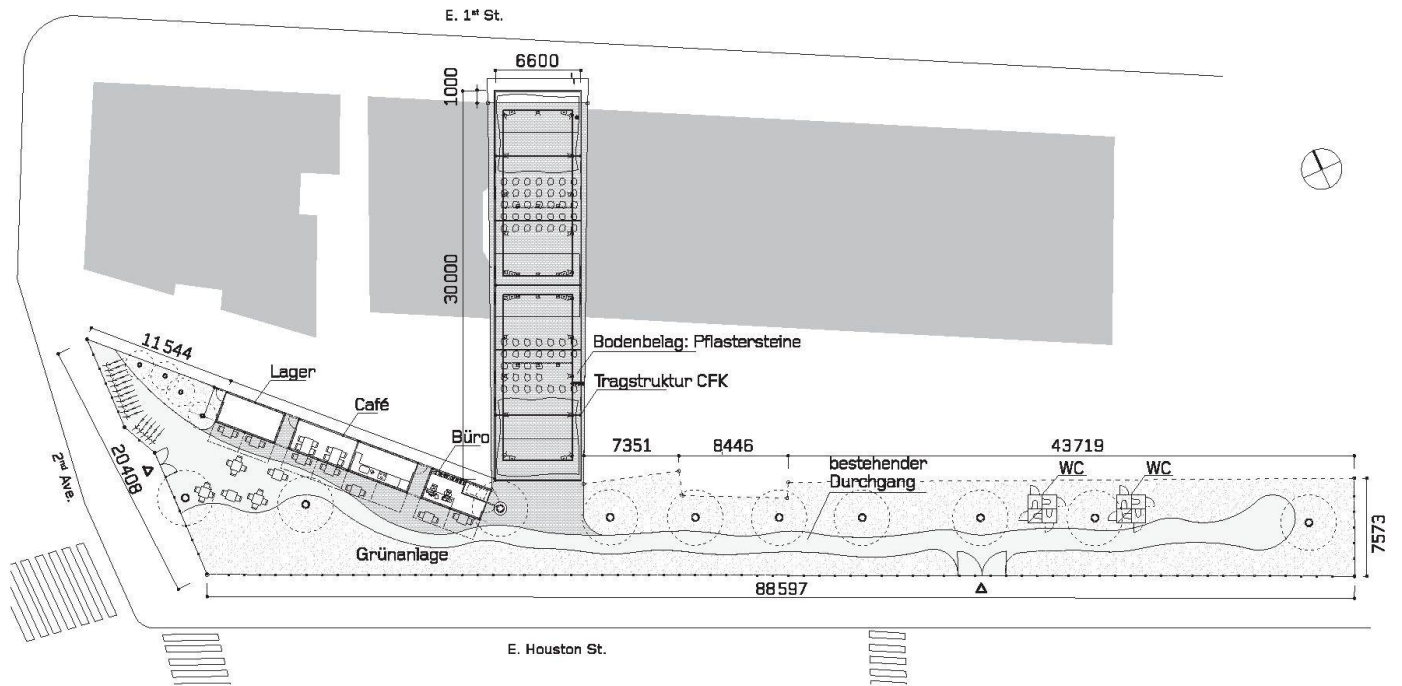 E. 1st St.
6600
1000
30000
Bodenbelag: Pflastersteine
Tragstruktur CFK
11544
Lager
Café
Büro
7351
8446
43719
bestehender
Durchgang
WC
WC
2nd Ave.
20408
7573
Grünanlage
88597
E. Houston St.